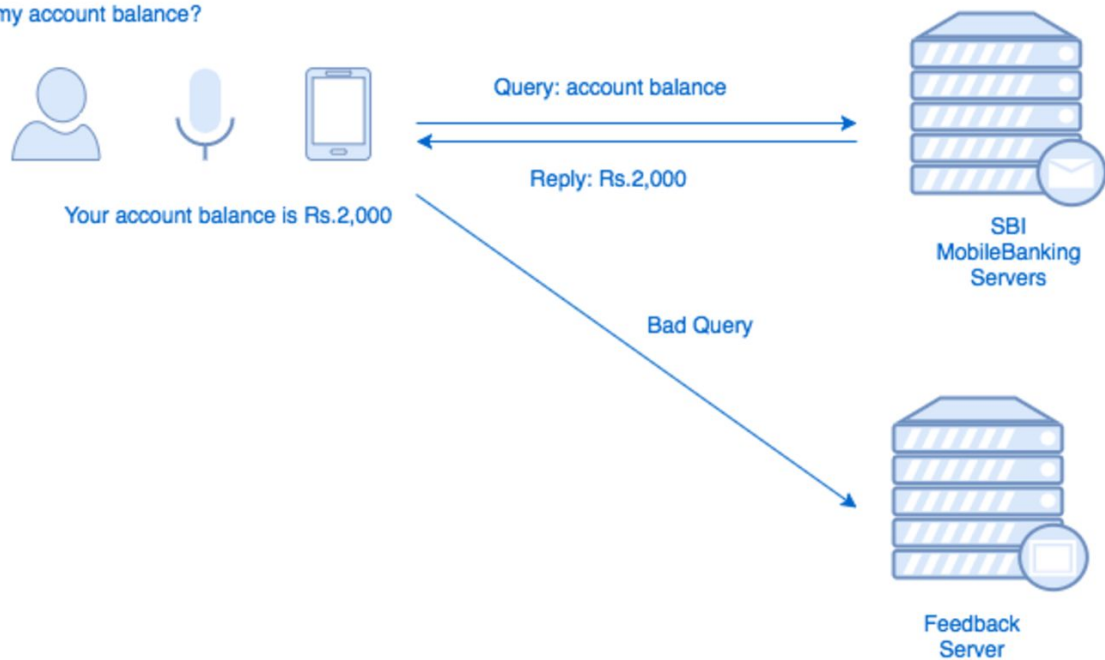 my account balance?
Query: account balance
Reply: Rs.2,000
Your account balance is Rs.2,000
SBI
MobileBanking
Servers
Bad Query
Feedback
Server